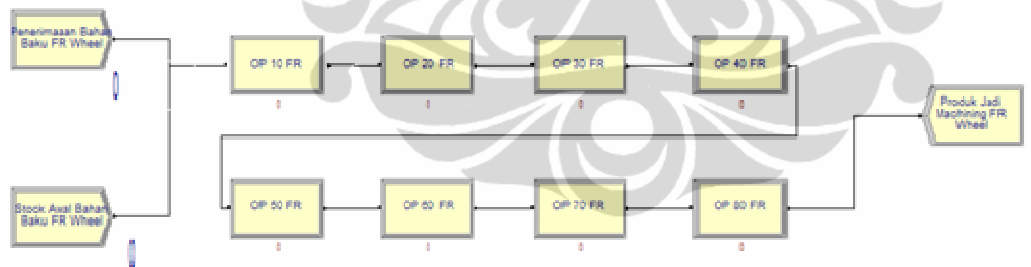 Penerimaaan Bahan
Baku FR Wheel
OP 10 FR
OP 20 FR
OP 30 FR
OP 40 FR
Produk Jadi
Machining FR
Wheel
Stock Awal Bahan
Baku FR Wheel
OP 50 FR
OP 60 FR
OP 70 FR
OP 80 FR